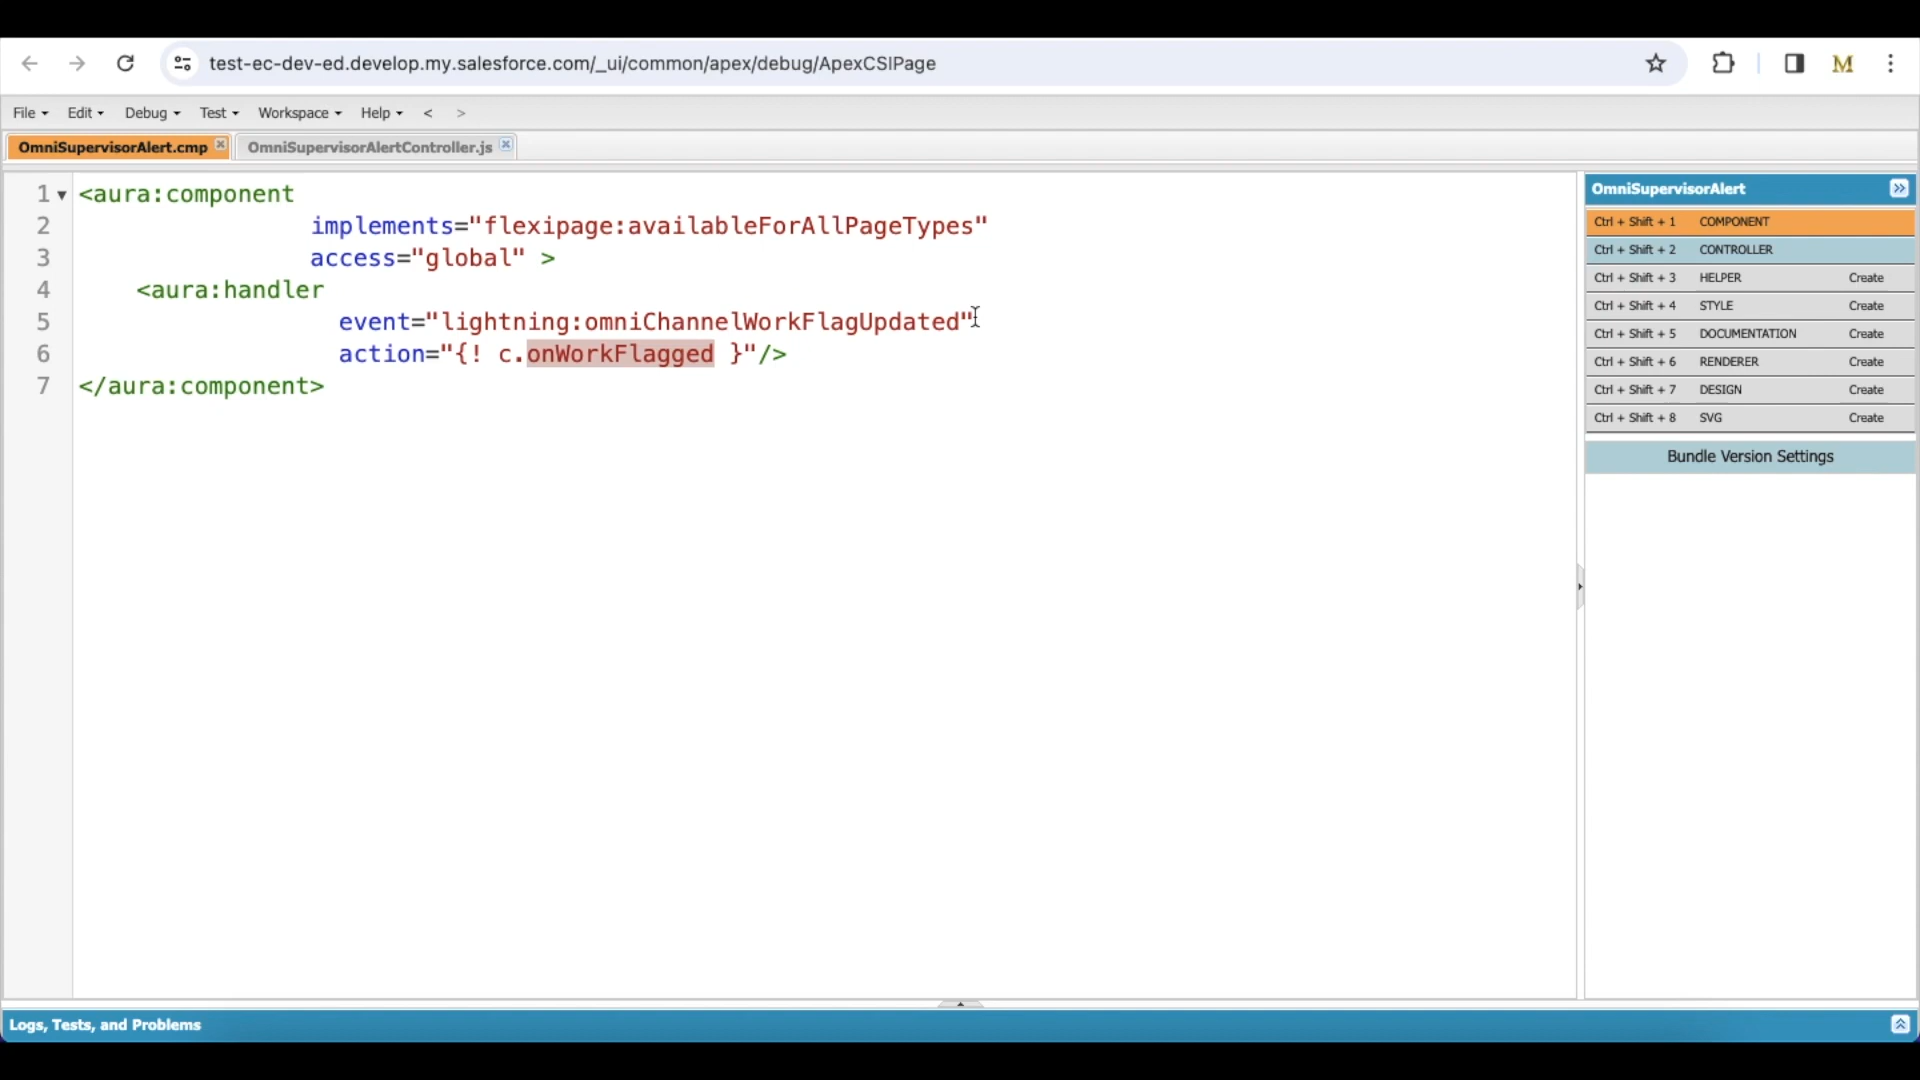 test-ec-dev-ed.develop.my.salesforce.com/_ui/common/apex/debug/ApexCSIPage
M
File Edit Debug Test Workspace Help < >
OmniSupervisorAlert.cmp OmniSupervisorAlertController.js
1 <aura:component
2 implements="flexipage:availableForAllPageTypes"
3 access="global" >
4 <aura:handler
5 event="lightning:omniChannelWorkFlagUpdated"
6 action="{! c.onWorkFlagged }"/>
7 </aura:component>
OmniSupervisorAlert
Ctrl + Shift + 1 COMPONENT
Ctrl + Shift + 2 CONTROLLER
Ctrl + Shift + 3 HELPER Create
Ctrl + Shift + 4 STYLE Create
Ctrl + Shift + 5 DOCUMENTATION Create
Ctrl + Shift + 6 RENDERER Create
Ctrl + Shift + 7 DESIGN Create
Ctrl + Shift + 8 SVG Create
Bundle Version Settings
Logs, Tests, and Problems